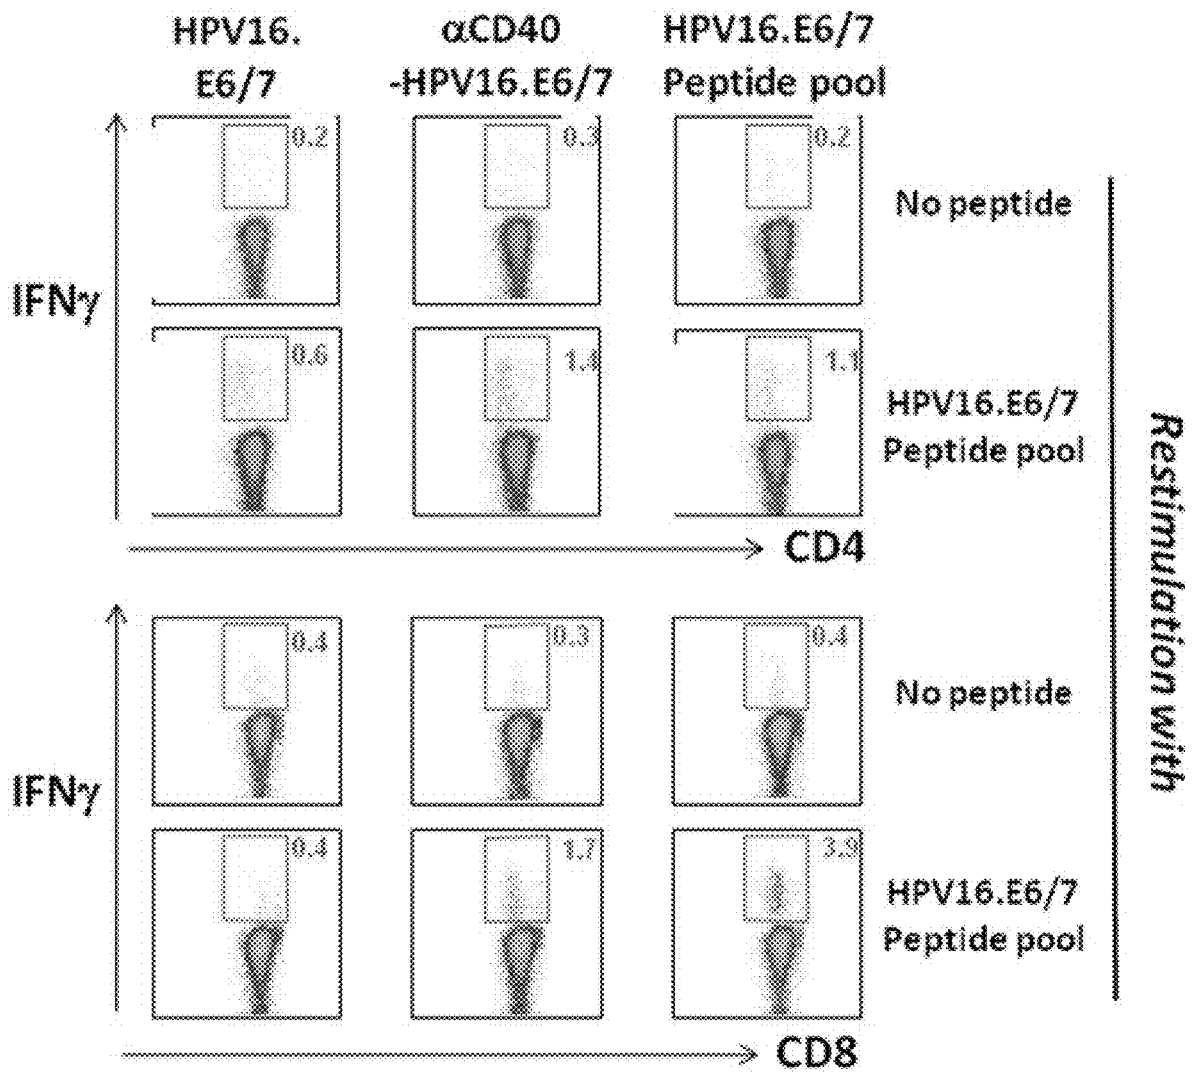 HPV16. αCD40 HPV16.E6/7
E6/7 -HPV16.E6/7 Peptide pool
0.2 0.3 0.2
No peptide
IFNγ
0.6 1.4 1.1
HPV16.E6/7
Peptide pool
CD4
0.4 0.3 0.4
No peptide
IFNγ
0.4 1.7 3.9
HPV16.E6/7
Peptide pool
CD8
Restimulation with